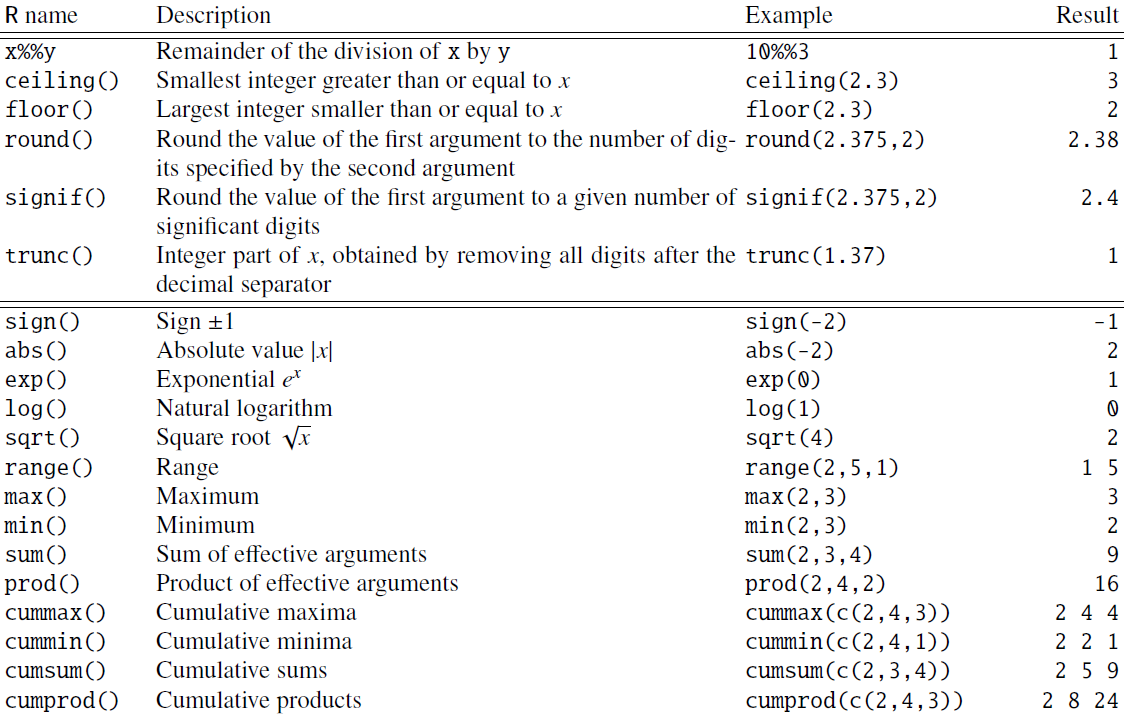 R name Description Example Result
x%%y Remainder of the division of x by y 10%%3 1
ceiling() Smallest integer greater than or equal to x ceiling(2.3) 3
floor() Largest integer smaller than or equal to x floor(2.3) 2
round() Round the value of the first argument to the number of dig- round(2.375,2) 2.38
its specified by the second argument
signif() Round the value of the first argument to a given number of signif(2.375,2) 2.4
significant digits
trunc() Integer part of x, obtained by removing all digits after the trunc(1.37) 1
decimal separator
sign() Sign ±1 sign(-2) -1
abs() Absolute value |x| abs(-2) 2
exp() Exponential eˣ exp(0) 1
log() Natural logarithm log(1) 0
sqrt() Square root √x sqrt(4) 2
range() Range range(2,5,1) 1 5
max() Maximum max(2,3) 3
min() Minimum min(2,3) 2
sum() Sum of effective arguments sum(2,3,4) 9
prod() Product of effective arguments prod(2,4,2) 16
cummax() Cumulative maxima cummax(c(2,4,3)) 2 4 4
cummin() Cumulative minima cummin(c(2,4,1)) 2 2 1
cumsum() Cumulative sums cumsum(c(2,3,4)) 2 5 9
cumprod() Cumulative products cumprod(c(2,4,3)) 2 8 24